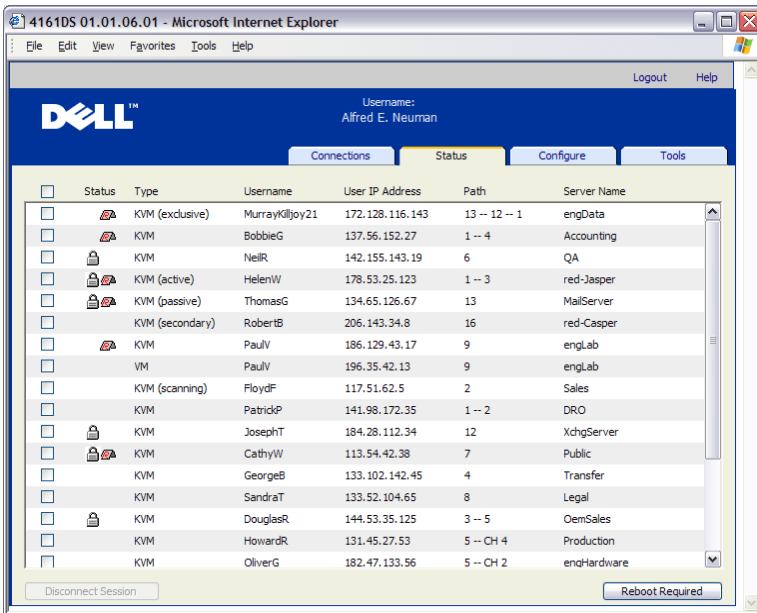 4161DS 01.01.06.01 - Microsoft Internet Explorer
File Edit View Favorites Tools Help
Logout Help
DELL™
Username:
Alfred E. Neuman
Connections Status Configure Tools
Status Type Username User IP Address Path Server Name
KVM (exclusive) MurrayKilljoy21 172.128.116.143 13 -- 12 -- 1 engData
KVM BobbieG 137.56.152.27 1 -- 4 Accounting
KVM NeilR 142.155.143.19 6 QA
KVM (active) HelenW 178.53.25.123 1 -- 3 red-Jasper
KVM (passive) ThomasG 134.65.126.67 13 MailServer
KVM (secondary) RobertB 206.143.34.8 16 red-Casper
KVM PaulV 186.129.43.17 9 engLab
VM PaulV 196.35.42.13 9 engLab
KVM (scanning) FloydF 117.51.62.5 2 Sales
KVM PatrickP 141.98.172.35 1 -- 2 DRO
KVM JosephT 184.28.112.34 12 XchgServer
KVM CathyW 113.54.42.38 7 Public
KVM GeorgeB 133.102.142.45 4 Transfer
KVM SandraT 133.52.104.65 8 Legal
KVM DouglasR 144.53.35.125 3 -- 5 OemSales
KVM HowardR 131.45.27.53 5 -- CH 4 Production
KVM OliverG 182.47.133.56 5 -- CH 2 engHardware
Disconnect Session Reboot Required